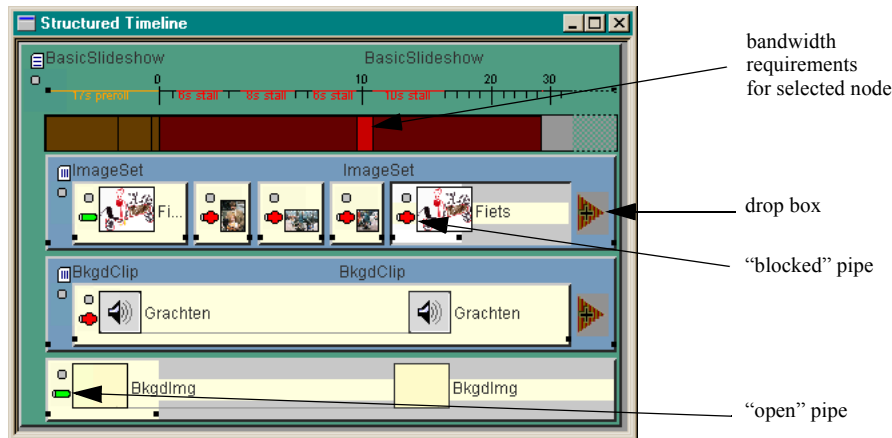 Structured Timeline
BasicSlideshow BasicSlideshow
0 10 20 30
17s preroll 6s stall 8s stall 6s stall 10s stall
ImageSet ImageSet
Fi... Fiets
BkgdClip BkgdClip
Grachten Grachten
BkgdImg BkgdImg
bandwidth
requirements
for selected node
drop box
“blocked” pipe
“open” pipe